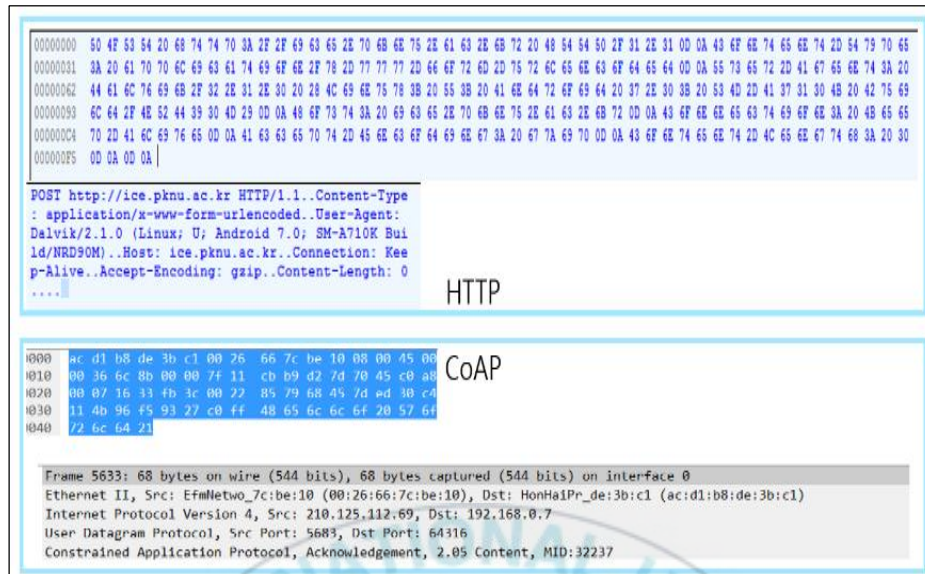 00000000 50 4F 53 54 20 68 74 74 70 3A 2F 2F 69 63 65 2E 70 6B 6E 75 2E 61 63 2E 6B 72 20 48 54 54 50 2F 31 2E 31 0D 0A 43 6F 6E 74 65 6E 74 2D 54 79 70 65
00000031 3A 20 61 70 70 6C 69 63 61 74 69 6F 6E 2F 78 2D 77 77 77 2D 66 6F 72 6D 2D 75 72 6C 65 6E 63 6F 64 65 64 0D 0A 55 73 65 72 2D 41 67 65 6E 74 3A 20
00000062 44 61 6C 76 69 6B 2F 32 2E 31 2E 30 20 28 4C 69 6E 75 78 3B 20 55 3B 20 41 6E 64 72 6F 69 64 20 37 2E 30 3B 20 53 4D 2D 41 37 31 30 4B 20 42 75 69
00000093 6C 64 2F 4E 52 44 39 30 4D 29 0D 0A 48 6F 73 74 3A 20 69 63 65 2E 70 6B 6E 75 2E 61 63 2E 6B 72 0D 0A 43 6F 6E 6E 65 63 74 69 6F 6E 3A 20 4B 65 65
000000C4 70 2D 41 6C 69 76 65 0D 0A 41 63 63 65 70 74 2D 45 6E 63 6F 64 69 6E 67 3A 20 67 7A 69 70 0D 0A 43 6F 6E 74 65 6E 74 2D 4C 65 6E 67 74 68 3A 20 30
000000F5 0D 0A 0D 0A
POST http://ice.pknu.ac.kr HTTP/1.1..Content-Type
: application/x-www-form-urlencoded..User-Agent:
Dalvik/2.1.0 (Linux; U; Android 7.0; SM-A710K Bui
ld/NRD90M)..Host: ice.pknu.ac.kr..Connection: Kee
p-Alive..Accept-Encoding: gzip..Content-Length: 0
....
HTTP
0000 ac d1 b8 de 3b c1 00 26 66 7c be 10 08 00 45 00
0010 00 36 6c 8b 00 00 7f 11 cb b9 d2 7d 70 45 c0 a8
0020 00 07 16 33 fb 3c 00 22 85 79 68 45 7d ed 30 c4
0030 11 4b 96 f5 93 27 c0 ff 48 65 6c 6c 6f 20 57 6f
0040 72 6c 64 21
CoAP
Frame 5633: 68 bytes on wire (544 bits), 68 bytes captured (544 bits) on interface 0
Ethernet II, Src: EfmNetwo_7c:be:10 (00:26:66:7c:be:10), Dst: HonHaiPr_de:3b:c1 (ac:d1:b8:de:3b:c1)
Internet Protocol Version 4, Src: 210.125.112.69, Dst: 192.168.0.7
User Datagram Protocol, Src Port: 5683, Dst Port: 64316
Constrained Application Protocol, Acknowledgement, 2.05 Content, MID:32237